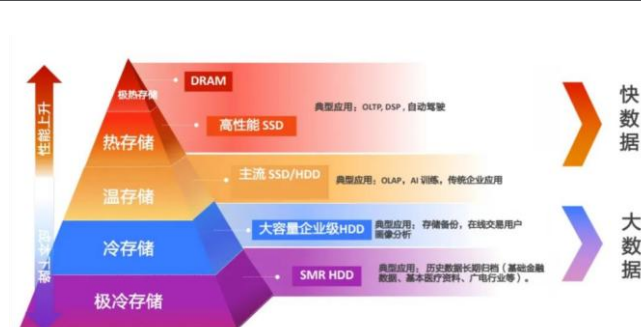 极热存储
DRAM
典型应用：OLTP, DSP , 自动驾驶
高性能 SSD
性能上升
热存储
快数据
主流 SSD/HDD
典型应用：OLAP，AI 训练，传统企业应用
温存储
大容量企业级HDD
典型应用： 存储备份，在线交易用户
画像分析
冷存储
大数据
SMR HDD
典型应用： 历史数据长期归档（基础金融
数据、基本医疗资料、广电行业等）。
极冷存储